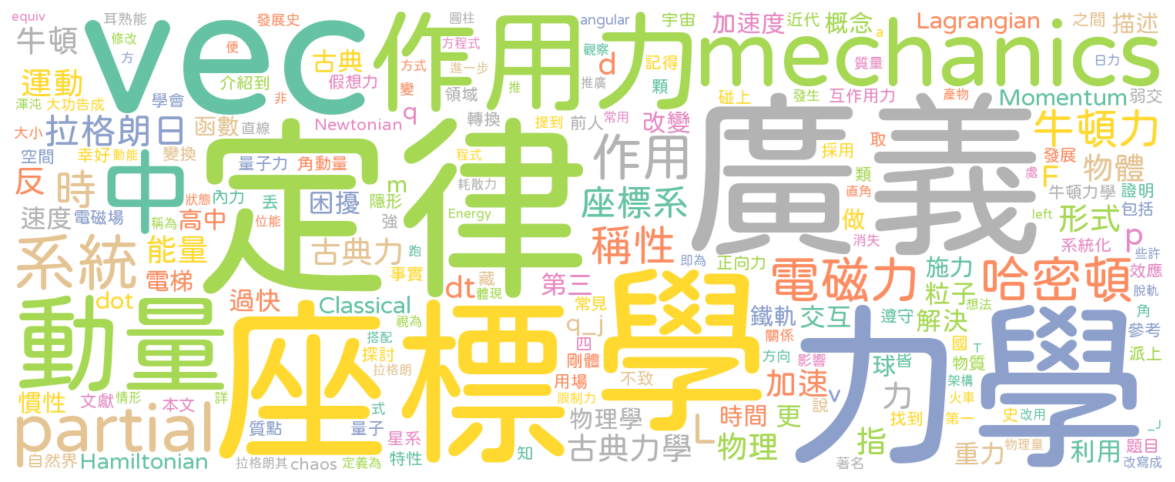 equiv 耳熟能 發展史 圓柱 angular 宇宙 加速度 近代 概念 Lagrangian 之間 描述
牛頓 修改 便 方 vec 作用力 方程式 觀察 d 記得 質量 a mechanics 日力
運動 介紹到 古典 假想力 方式 進一步 推 推廣 顆 碰上 互作用力 產物
渾沌 大功告成 學會 非 變 領域 發生 Momentum 弱交
大小 拉格朗日 函數 直線 Newtonian q 轉換 提到 前人 常用 改變 取 類 採用 發展 牛頓力
空間 幸好 動能 變換 量子力 角動量 程式 作用 直角 物體
反 時 中 定律 狀態 內力 丟 m 隱形 耗散力 座標系 做 F 證明 牛頓力學 處 包括
速度 電磁場 高中 位能 稱為 困擾 強 Energy 廣義 消失 left 形式 系統化 些許
系統 能量 古典力 跑 正向力 即為 稱性 p 效應
電梯 事實 藏 體現 第三 電磁力 施力 哈密頓 脫軌
dot 過快 Classical dt 常見 q_j 粒子 想法 角
動量 座標 搭配 視為 四 關係 鐵軌 交互 遵守 解決 國 T 參考
探討 拉格朗 剛體 方向 影響 皆 物質 架構 派上
慣性 文獻 情形 詳 用場 不致 學 加速 球 v 力 火車 力學
partial 本文 式 限制力 物理學 時間 說 找到 第一 史 改用 _J
質點 量子 L 更 指 利用 題目
自然界 Hamiltonian 星系 特性 知 古典力學 物理 重力 物理量
拉格朗其 chaos 定義為 著名 改寫成